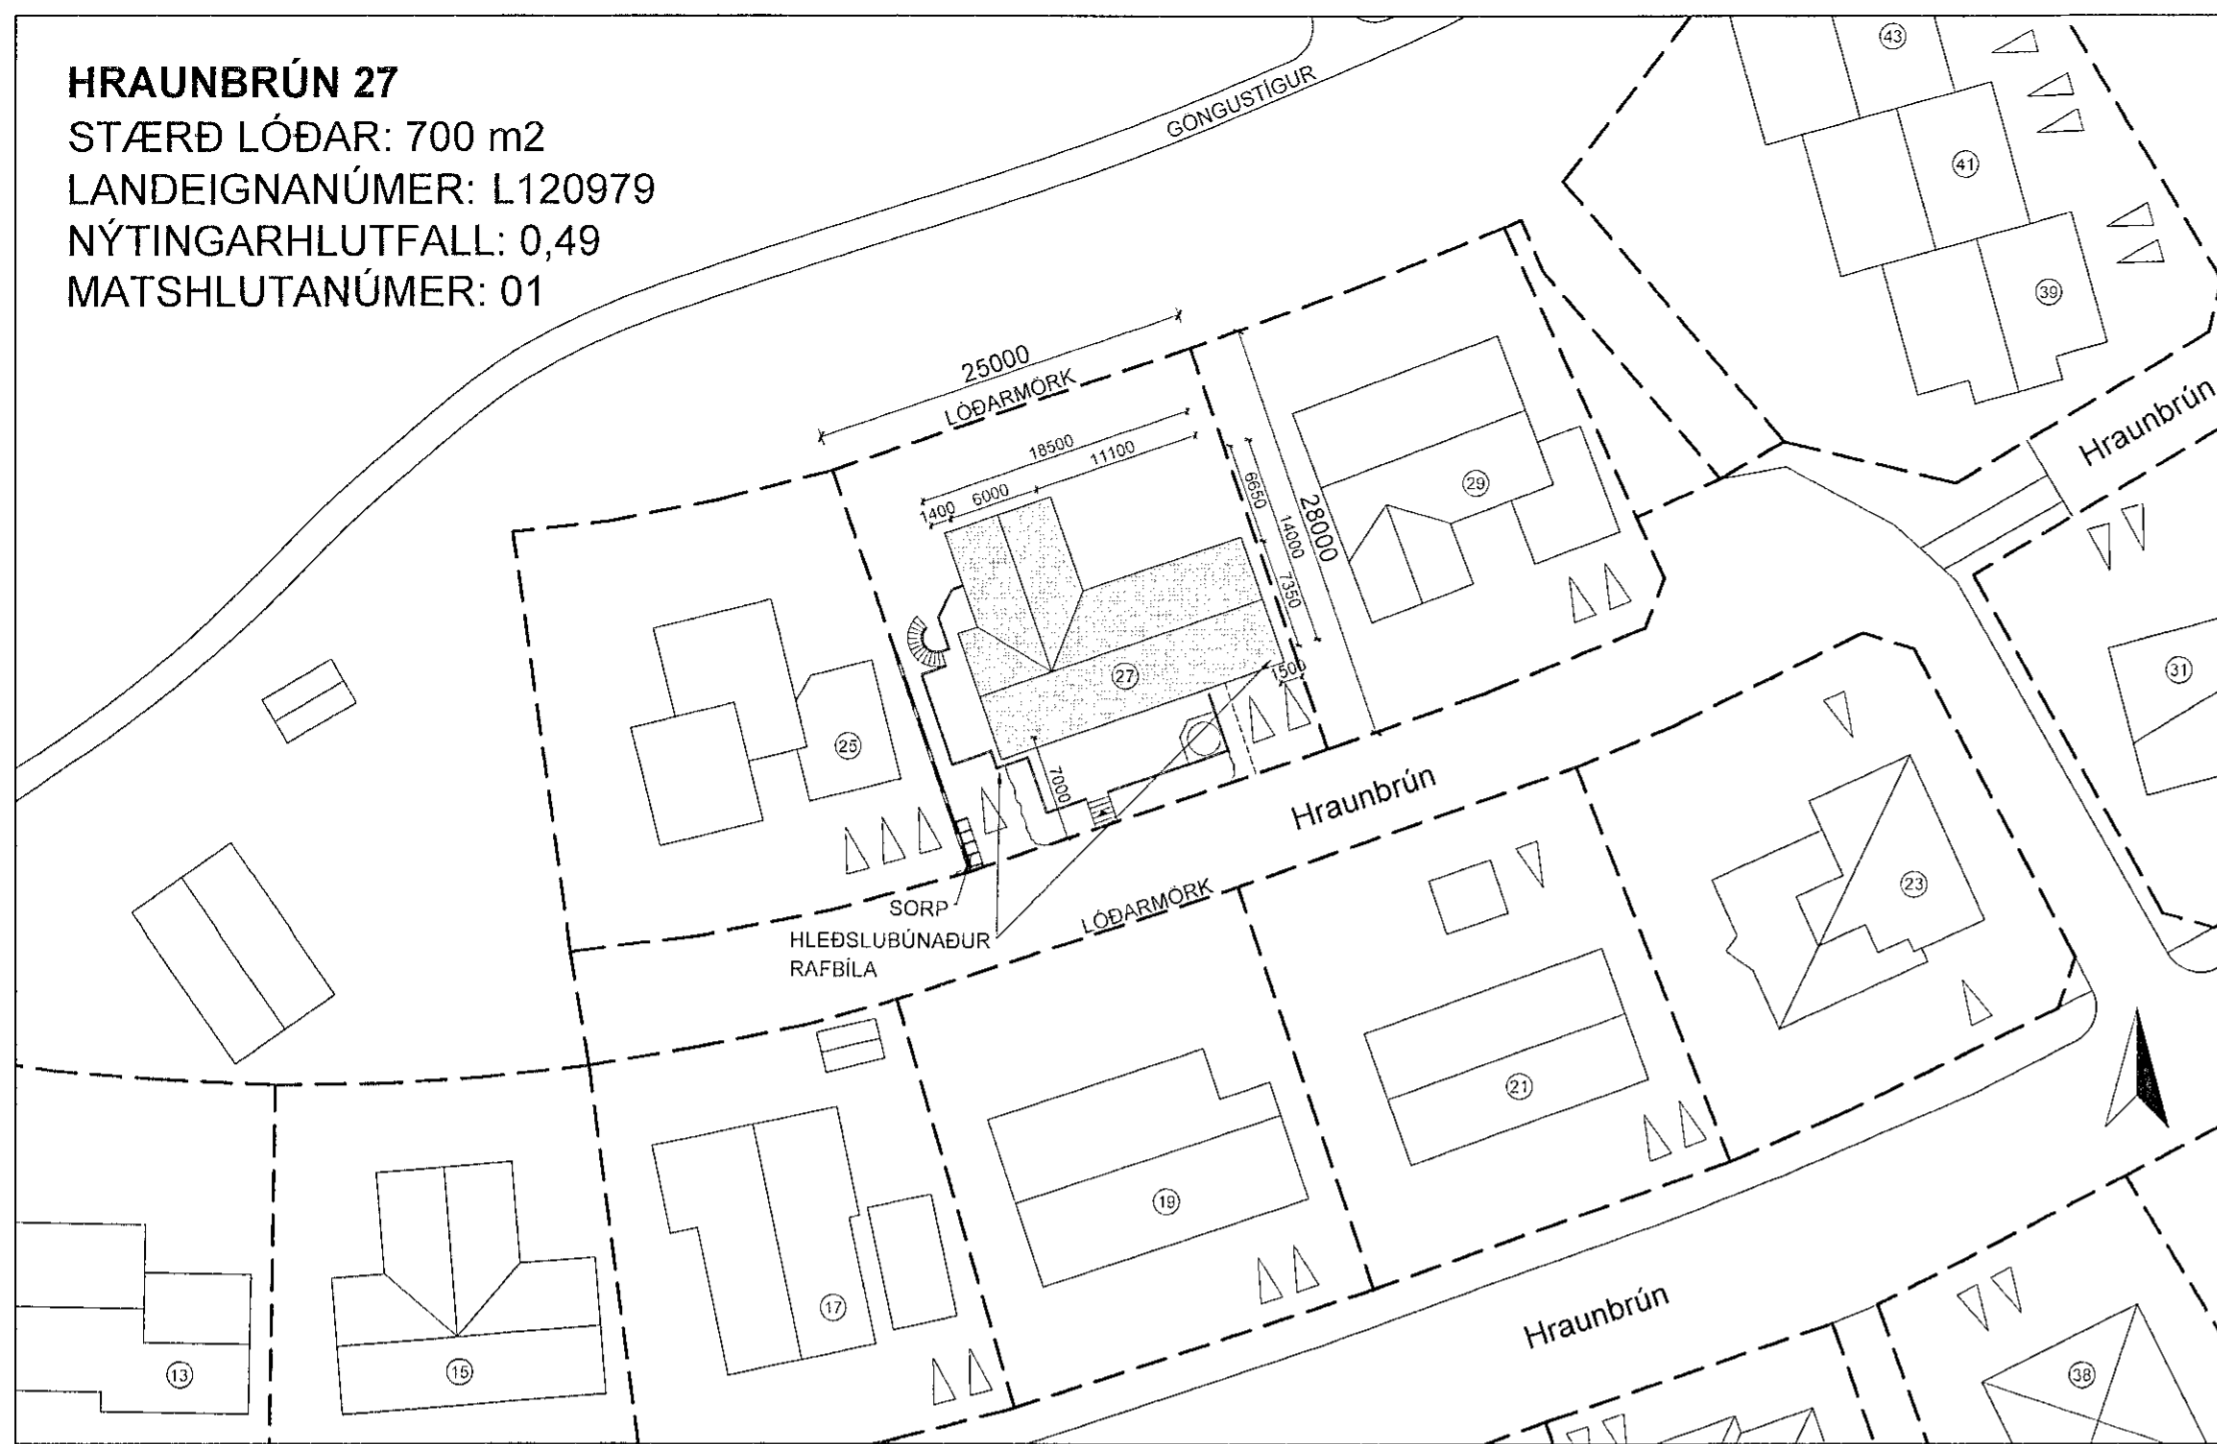 HRAUNBRÚN 27
STÆRÐ LÓÐAR: 700 m2
LANDEIGNANÚMER: L120979
NÝTINGARHLUTFALL: 0,49
MATSHLUTANÚMER: 01
GÖNGUSTÍGUR
43
41
39
Hraunbrún
25000
LÓÐARMÖRK
18500
11100
1400
6000
6650
14000
28000
7350
29
27
1500
31
25
7000
Hraunbrún
23
SORP
LÓÐARMÖRK
HLEÐSLUBÚNAÐUR
RAFBÍLA
21
19
17
15
13
Hraunbrún
38